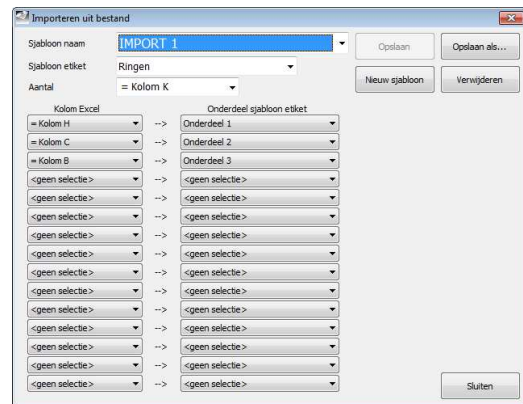 Importeren uit bestand
Sjabloon naam IMPORT 1 Opslaan Opslaan als...
Sjabloon etiket Ringen Nieuw sjabloon Verwijderen
Aantal = Kolom K
Kolom Excel Onderdeel sjabloon etiket
= Kolom H --> Onderdeel 1
= Kolom C --> Onderdeel 2
= Kolom B --> Onderdeel 3
<geen selectie> --> <geen selectie>
<geen selectie> --> <geen selectie>
<geen selectie> --> <geen selectie>
<geen selectie> --> <geen selectie>
<geen selectie> --> <geen selectie>
<geen selectie> --> <geen selectie>
<geen selectie> --> <geen selectie>
<geen selectie> --> <geen selectie>
<geen selectie> --> <geen selectie>
<geen selectie> --> <geen selectie>
<geen selectie> --> <geen selectie>
<geen selectie> --> <geen selectie>
Sluiten